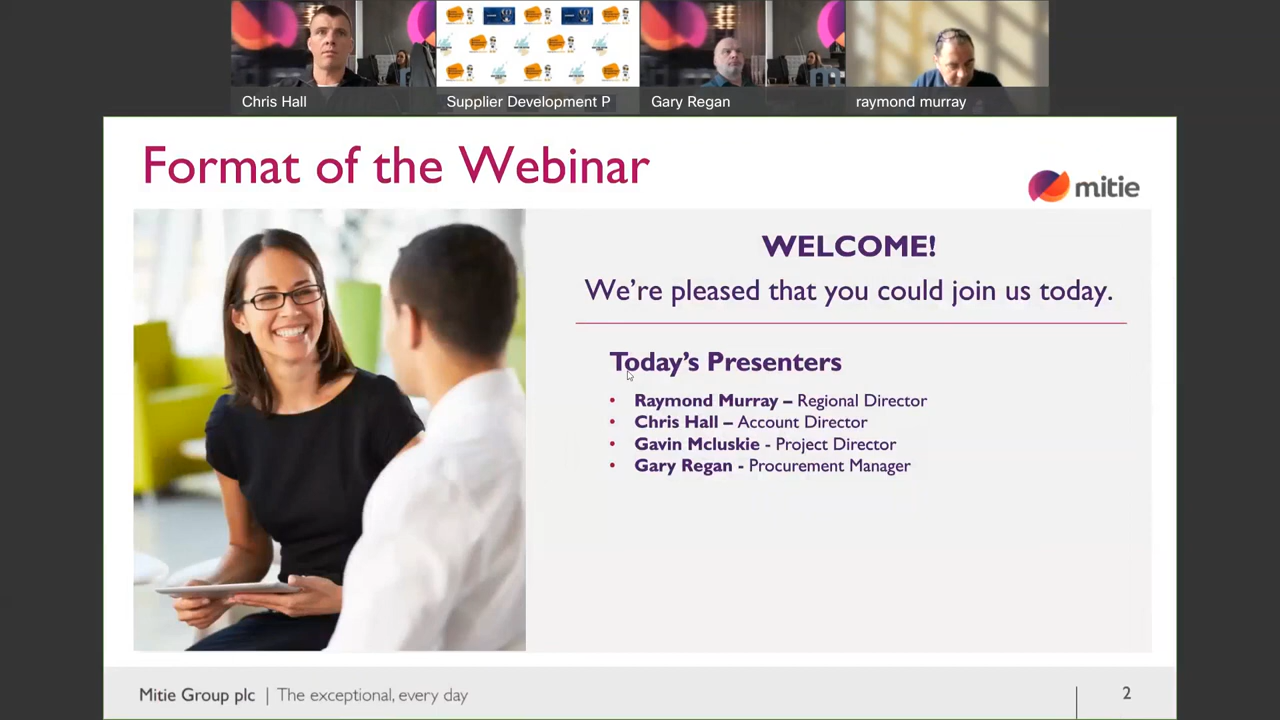 Chris Hall
Supplier Development P
Gary Regan
raymond murray
Format of the Webinar
mitie
WELCOME!
We're pleased that you could join us today.
Today's Presenters
• Raymond Murray – Regional Director
• Chris Hall – Account Director
• Gavin Mcluskie - Project Director
• Gary Regan - Procurement Manager
Mitie Group plc | The exceptional, every day
2